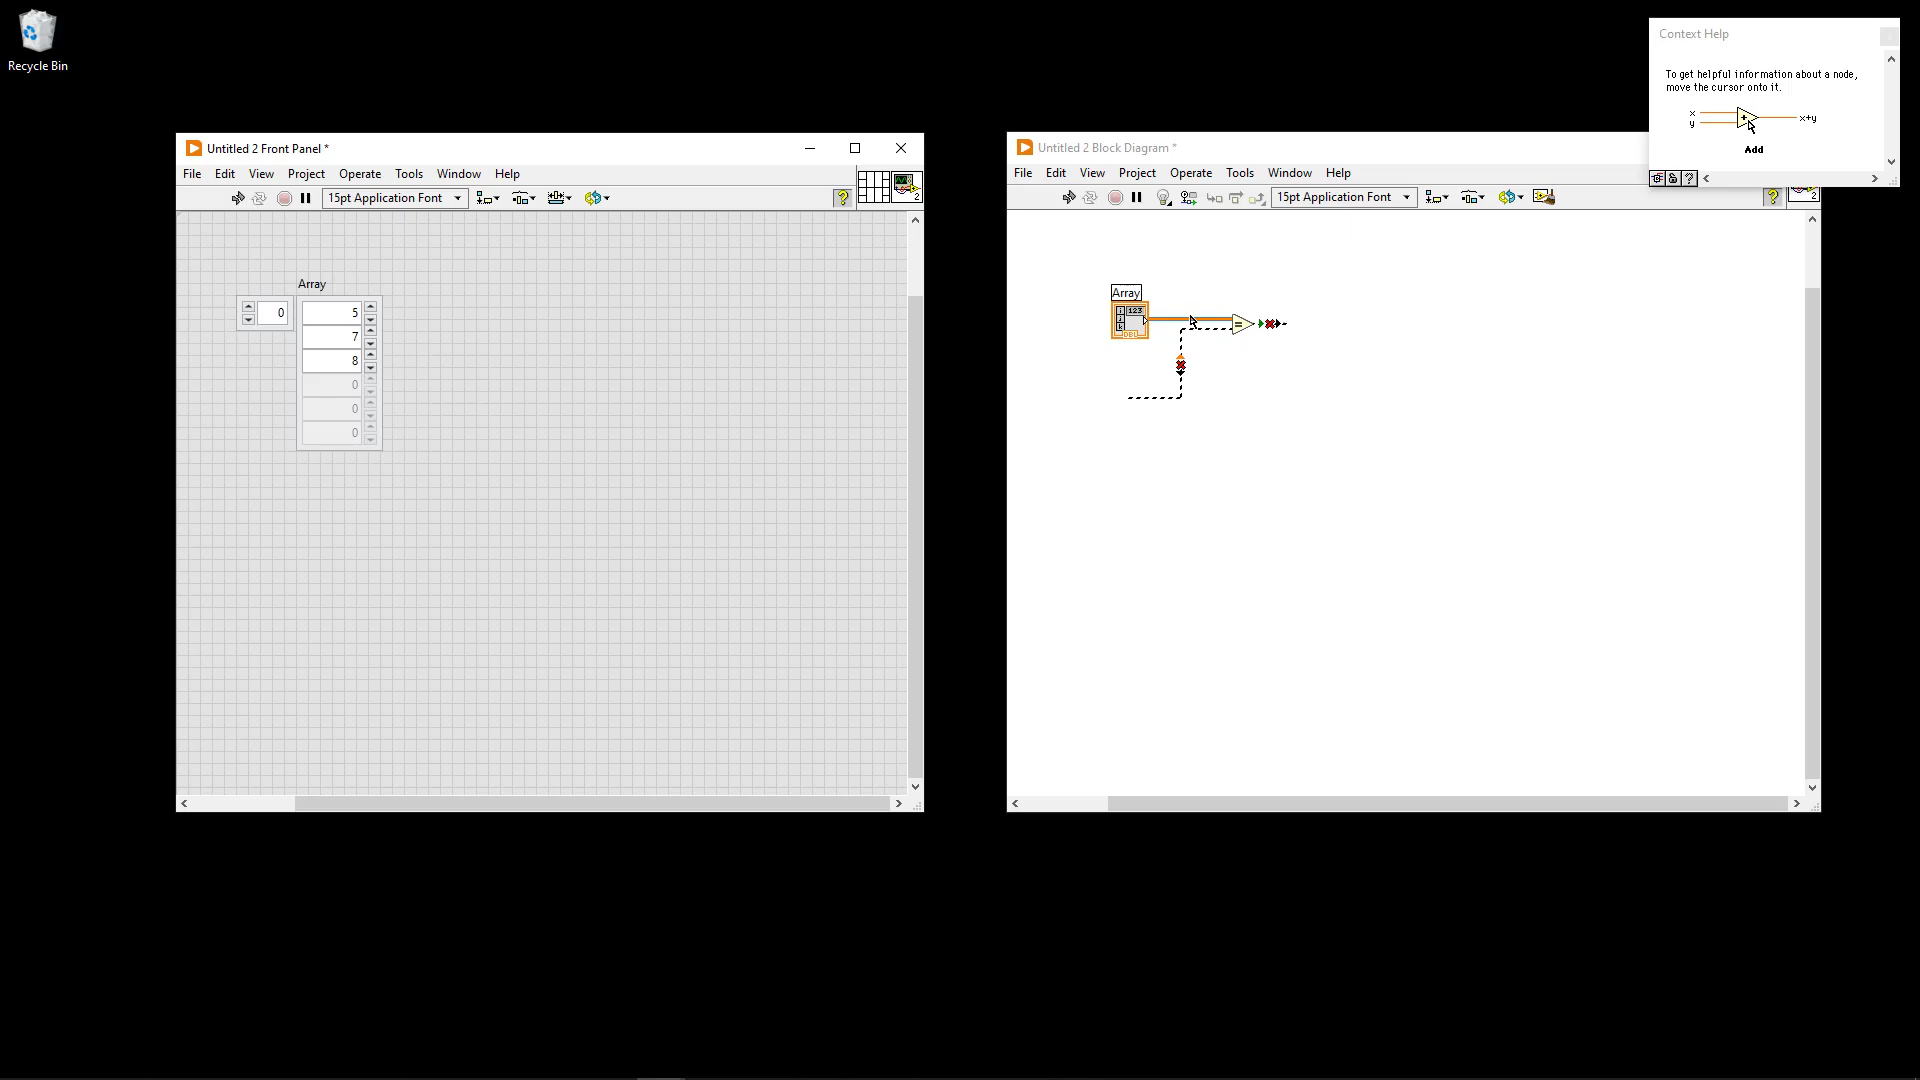 Recycle Bin
Untitled 2 Front Panel *
File Edit View Project Operate Tools Window Help
15pt Application Font
?
2
Array
0
5
7
8
0
0
0
Untitled 2 Block Diagram *
File Edit View Project Operate Tools Window Help
15pt Application Font
?
2
Array
123
DBL
=
Context Help
To get helpful information about a node,
move the cursor onto it.
x
y
+
x+y
Add
?